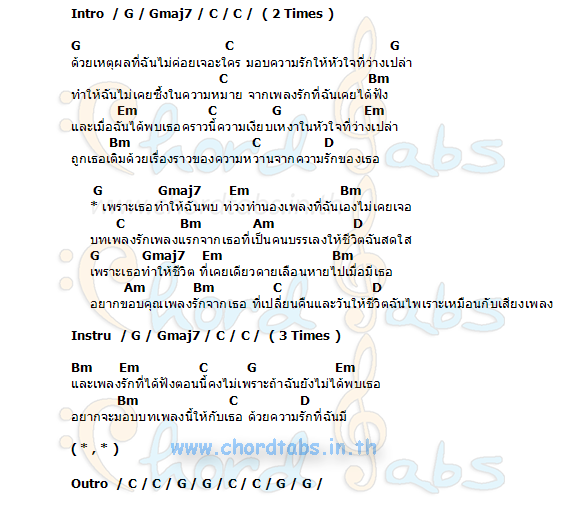 Intro / G / Gmaj7 / C / C / ( 2 Times )
G C G
ด้วยเหตุผลที่ฉันไม่ค่อยเจอะใคร มอบความรักให้หัวใจที่ว่างเปล่า
C Bm
ทำให้ฉันไม่เคยซึ้งในความหมาย จากเพลงรักที่ฉันเคยได้ฟัง
Em C G Em
และเมื่อฉันได้พบเธอคราวนี้ความเงียบเหงาในหัวใจที่ว่างเปล่า
Bm C D
ถูกเธอเติมด้วยเรื่องราวของความหวานจากความรักของเธอ
G Gmaj7 Em Bm
* เพราะเธอทำให้ฉันพบ ท่วงทำนองเพลงที่ฉันเองไม่เคยเจอ
C Bm Am D
บทเพลงรักเพลงแรกจากเธอที่เป็นคนบรรเลงให้ชีวิตฉันสดใส
G Gmaj7 Em Bm
เพราะเธอทำให้ชีวิต ที่เคยเดียวดายเลือนหายไปเมื่อมีเธอ
Am Bm C D
อยากขอบคุณเพลงรักจากเธอ ที่เปลี่ยนคืนและวันให้ชีวิตฉันไพเราะเหมือนกับเสียงเพลง
Instru / G / Gmaj7 / C / C / ( 3 Times )
Bm Em C G Em
และเพลงรักที่ได้ฟังตอนนี้คงไม่เพราะถ้าฉันยังไม่ได้พบเธอ
Bm C D
อยากจะมอบบทเพลงนี้ให้กับเธอ ด้วยความรักที่ฉันมี
( * , * )
www.chordtabs.in.th
Outro / C / C / G / G / C / C / G / G /